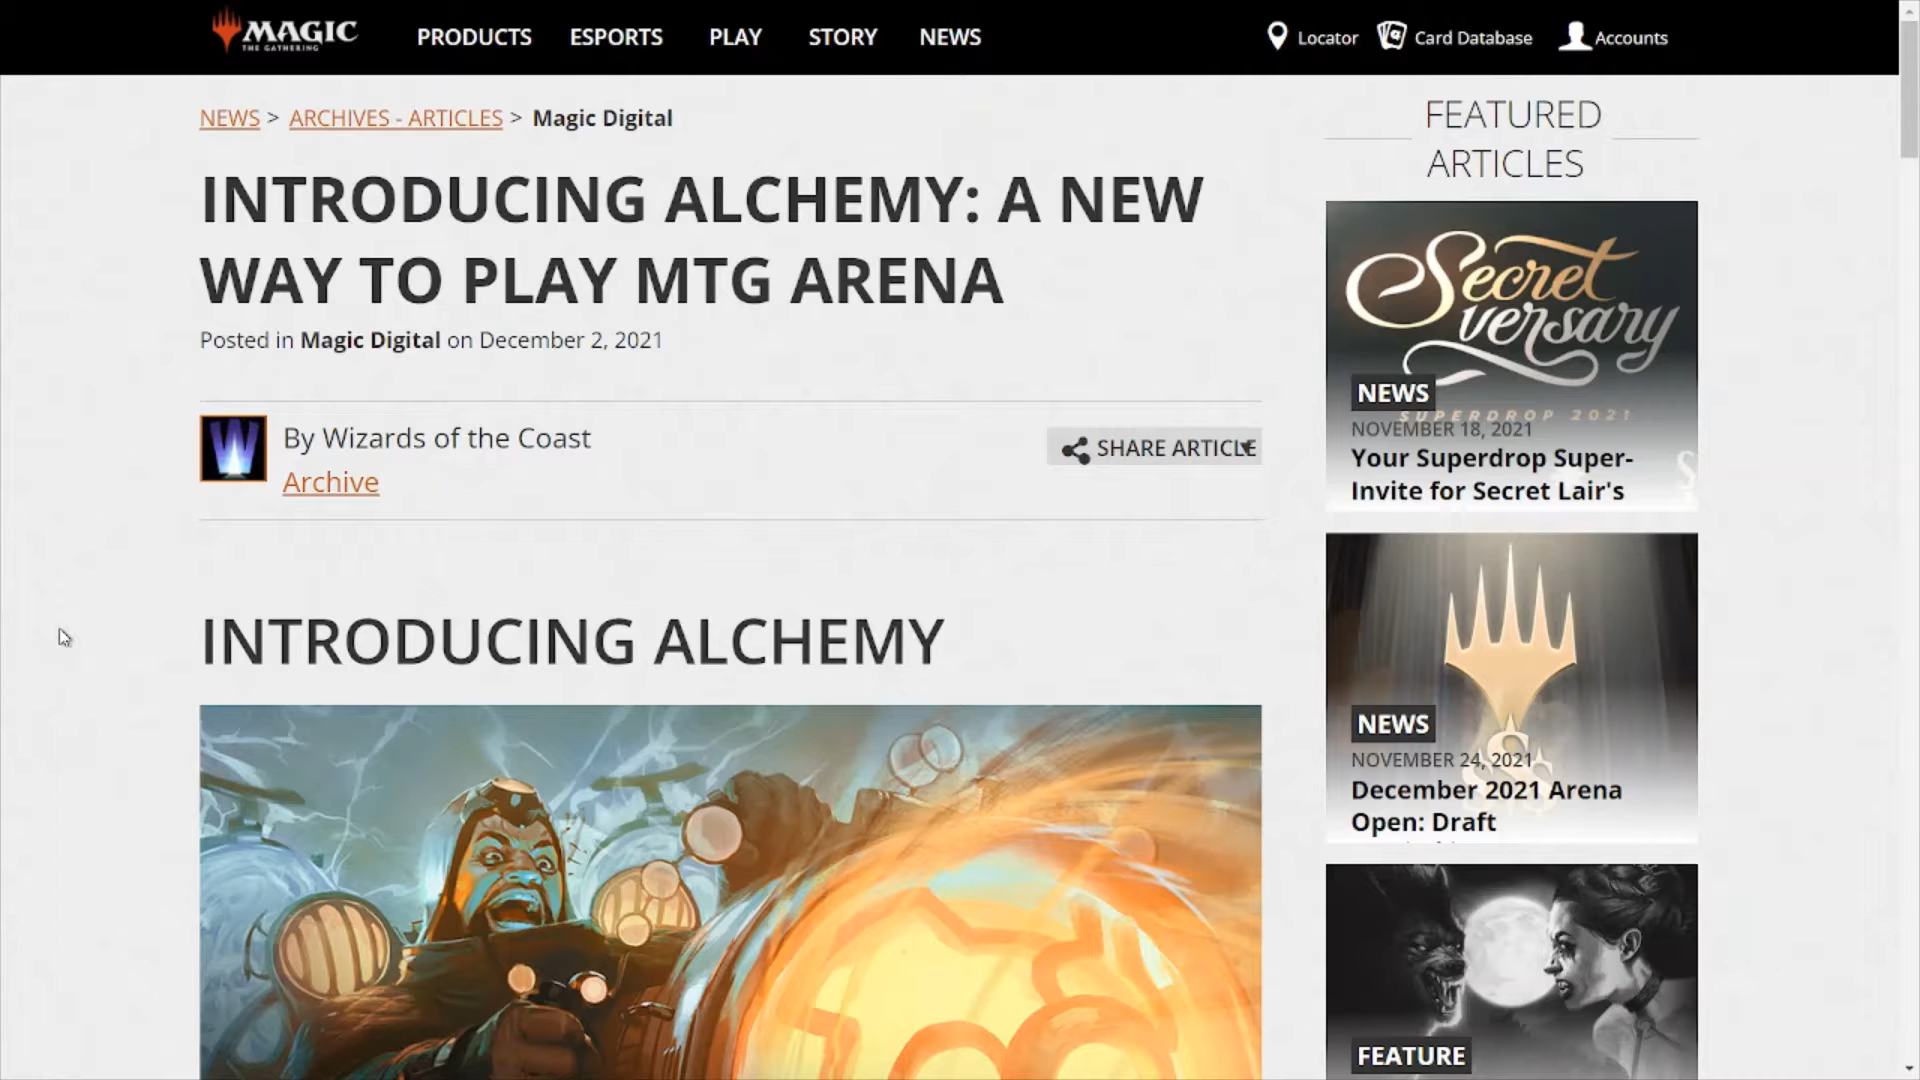 MAGIC
THE GATHERING
PRODUCTS ESPORTS PLAY STORY NEWS
Locator Card Database Accounts
NEWS > ARCHIVES - ARTICLES > Magic Digital
INTRODUCING ALCHEMY: A NEW
WAY TO PLAY MTG ARENA
Posted in Magic Digital on December 2, 2021
W
By Wizards of the Coast
Archive
SHARE ARTICLE
INTRODUCING ALCHEMY
FEATURED
ARTICLES
Secret
versary
SUPERDROP 2021
NEWS
NOVEMBER 18, 2021
Your Superdrop Super-
Invite for Secret Lair's
NEWS
NOVEMBER 24, 2021
December 2021 Arena
Open: Draft
FEATURE